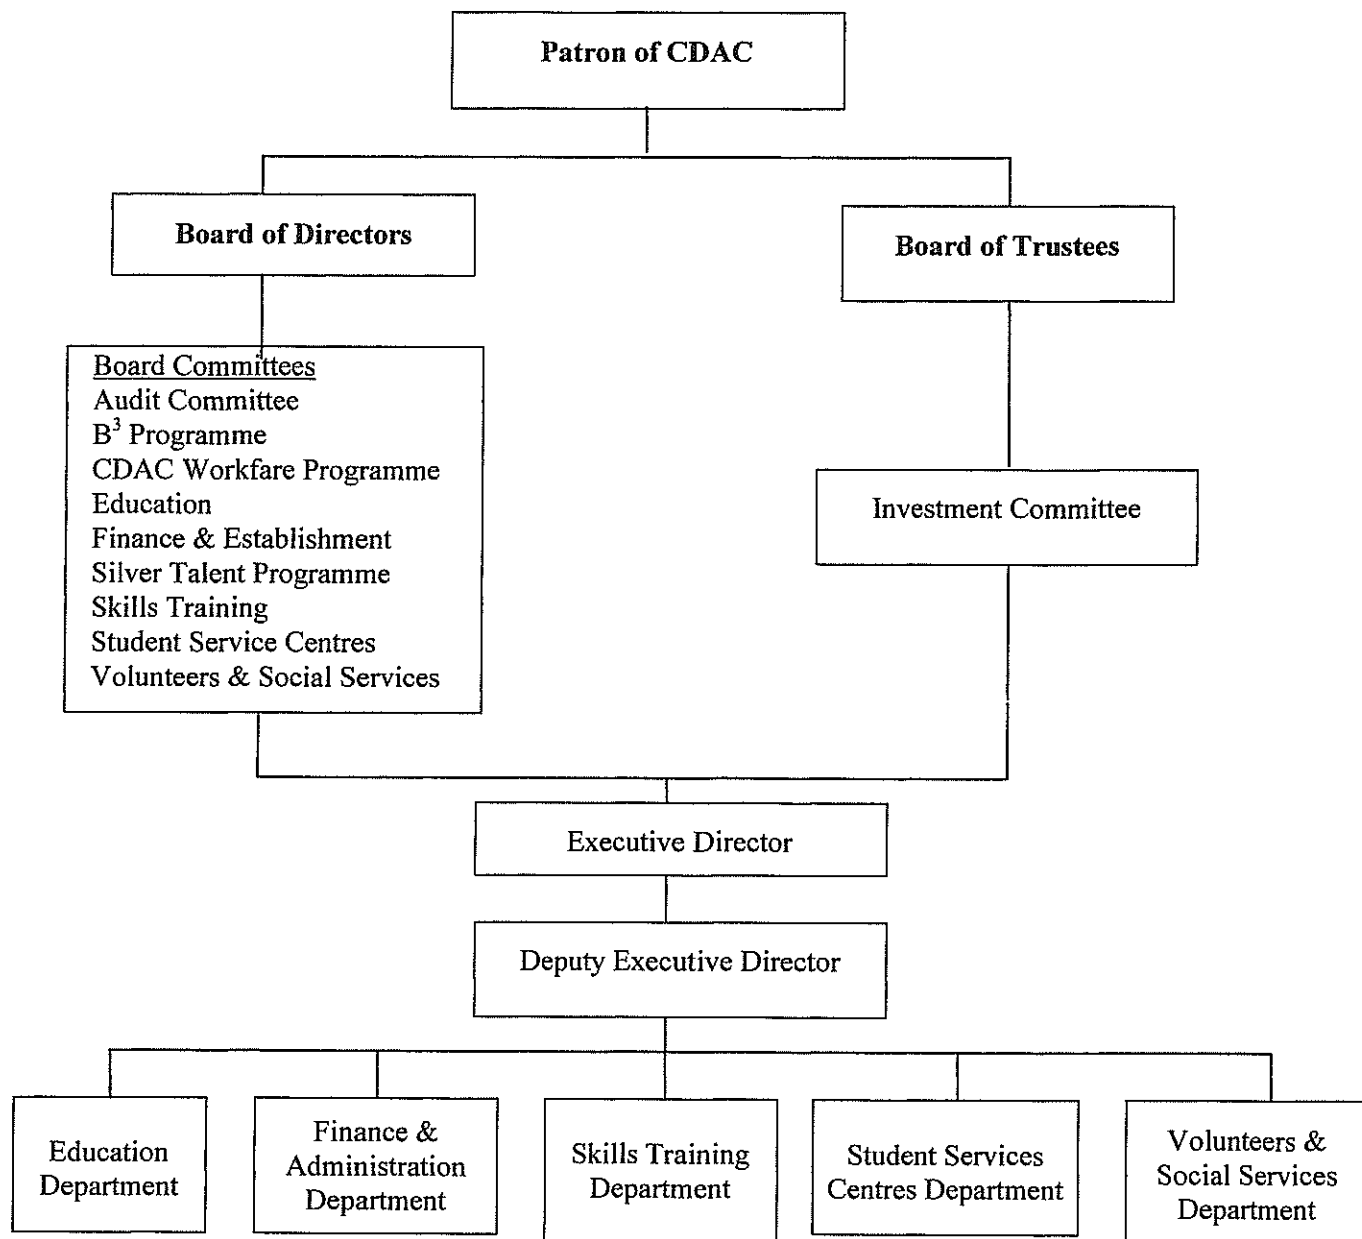 Patron of CDAC
Board of Directors
Board of Trustees
Board Committees
Audit Committee
B³ Programme
CDAC Workfare Programme
Education
Finance & Establishment
Silver Talent Programme
Skills Training
Student Service Centres
Volunteers & Social Services
Investment Committee
Executive Director
Deputy Executive Director
Education
Department
Finance &
Administration
Department
Skills Training
Department
Student Services
Centres Department
Volunteers &
Social Services
Department